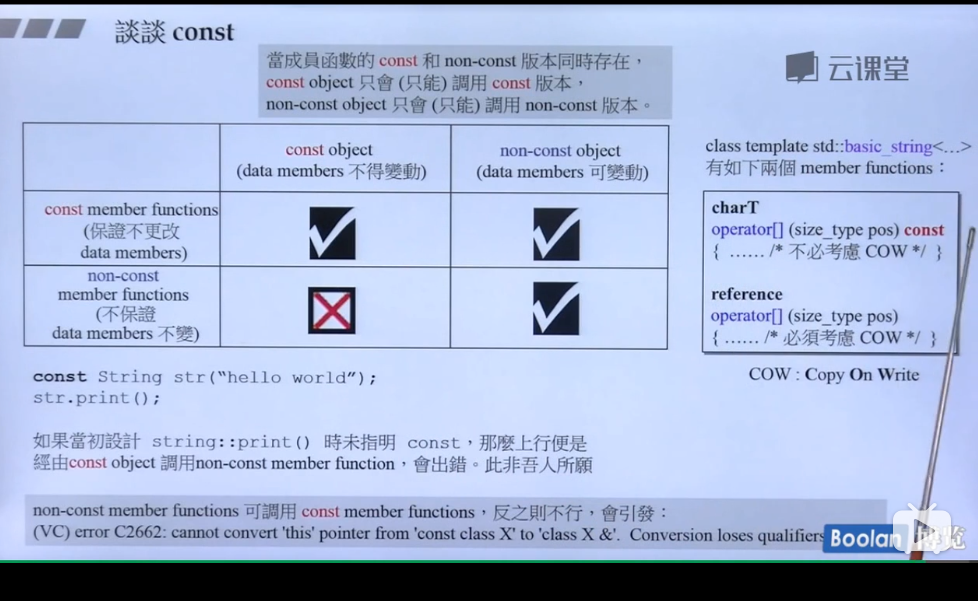 談談 const
當成員函數的 const 和 non-const 版本同時存在，
const object 只會 (只能) 調用 const 版本，
non-const object 只會 (只能) 調用 non-const 版本。
云课堂
const object
(data members 不得變動)
non-const object
(data members 可變動)
const member functions
(保證不更改
data members)
non-const
member functions
(不保證
data members 不變)
class template std::basic_string<…>
有如下兩個 member functions：
charT
operator[] (size_type pos) const
{ …… /* 不必考慮 COW */ }
reference
operator[] (size_type pos)
{ …… /* 必須考慮 COW */ }
COW : Copy On Write
const String str(“hello world”);
str.print();
如果當初設計 string::print() 時未指明 const，那麼上行便是
經由const object 調用non-const member function，會出錯。此非吾人所願
non-const member functions 可調用 const member functions，反之則不行，會引發：
(VC) error C2662: cannot convert 'this' pointer from 'const class X' to 'class X &'. Conversion loses qualifiers
Boolan